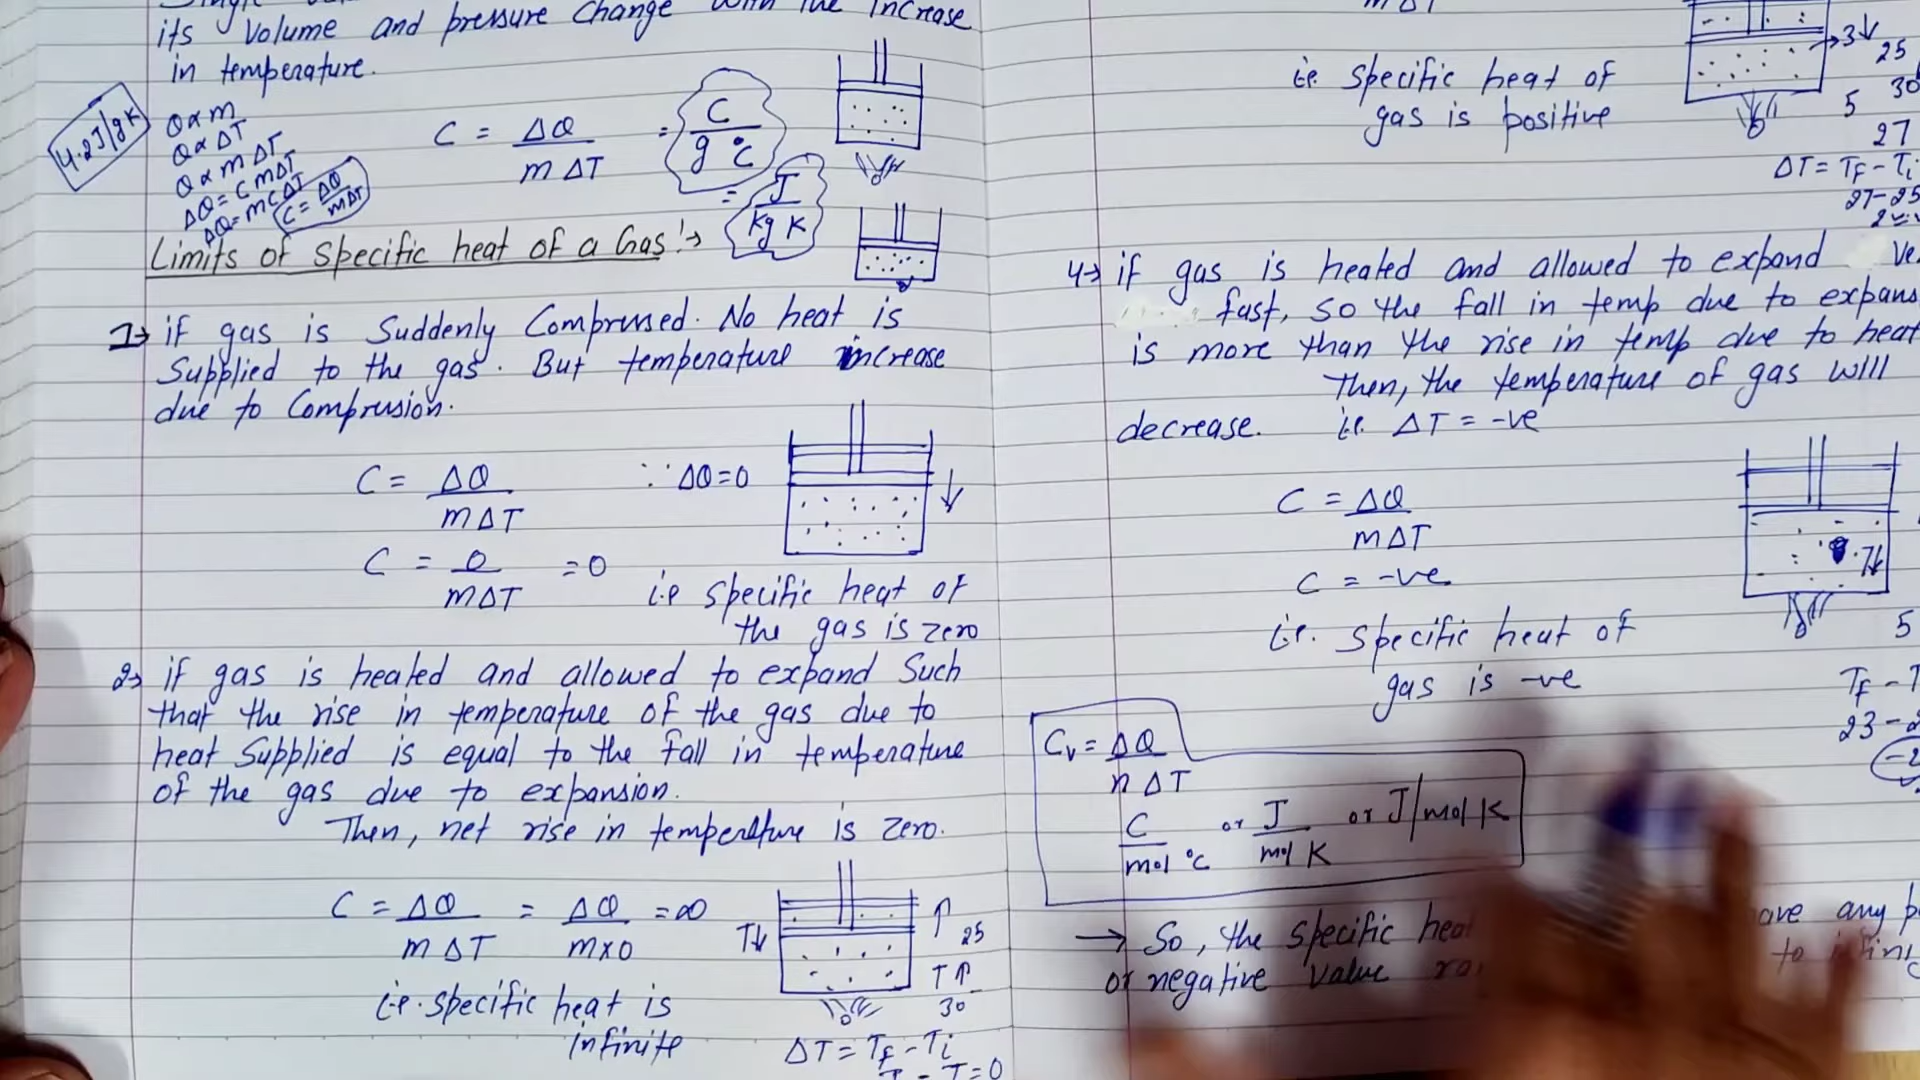 its Volume and pressure change with the increase
in temperature.
4.2J/gK
Q∝m
Q∝ΔT
Q∝mΔT
ΔQ=CmΔT
ΔQ=mCΔT
C=ΔQ/mΔT
C = ΔQ/mΔT = C/g°C
= J/kg K
Limits of specific heat of a Gas!→
1→ if gas is Suddenly Compressed. No heat is
Supplied to the gas. But temperature increase
due to Compression.
C = ΔQ/mΔT ∵ ΔQ=0
C = 0/mΔT =0
i.e specific heat of
the gas is zero
2→ if gas is heated and allowed to expand Such
that the rise in temperature of the gas due to
heat Supplied is equal to the fall in temperature
of the gas due to expansion.
Then, net rise in temperature is zero.
C = ΔQ/mΔT = ΔQ/m×0 =∞
T↓
↑ 25
T↑
30
i.e. specific heat is
infinite
ΔT = Tf - Ti
T - T=0
mΔT
→3↓
25
30
5
27
i.e specific heat of
gas is positive
ΔT= Tf-Ti
27-25
4→ if gas is heated and allowed to expand
fast, so the fall in temp due to
is more than the rise in temp due to heat
Then, the temperature of gas will
decrease. i.e. ΔT = -ve
C = ΔQ/mΔT
C = -ve
7↓
5
i.e. specific heat of
gas is -ve
23-
Cv = ΔQ/nΔT
C/mol °C or J/mol K or J/mol K
→ So, the specific
any
or negative value
to